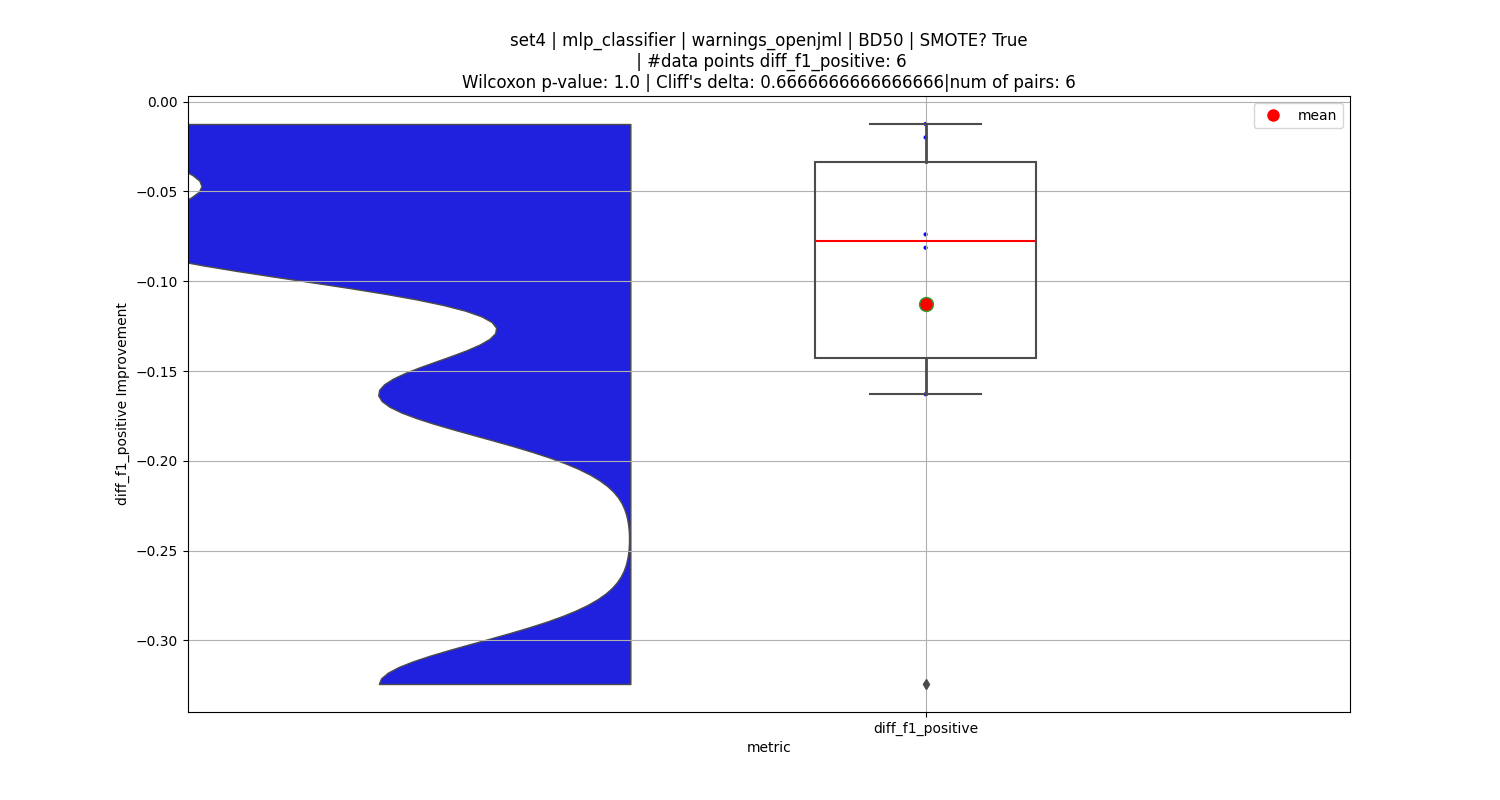 set4 | mlp_classifier | warnings_openjml | BD50 | SMOTE? True
| #data points diff_f1_positive: 6
Wilcoxon p-value: 1.0 | Cliff's delta: 0.6666666666666666|num of pairs: 6
mean
0.00
−0.05
−0.10
−0.15
−0.20
−0.25
−0.30
diff_f1_positive Improvement
diff_f1_positive
metric